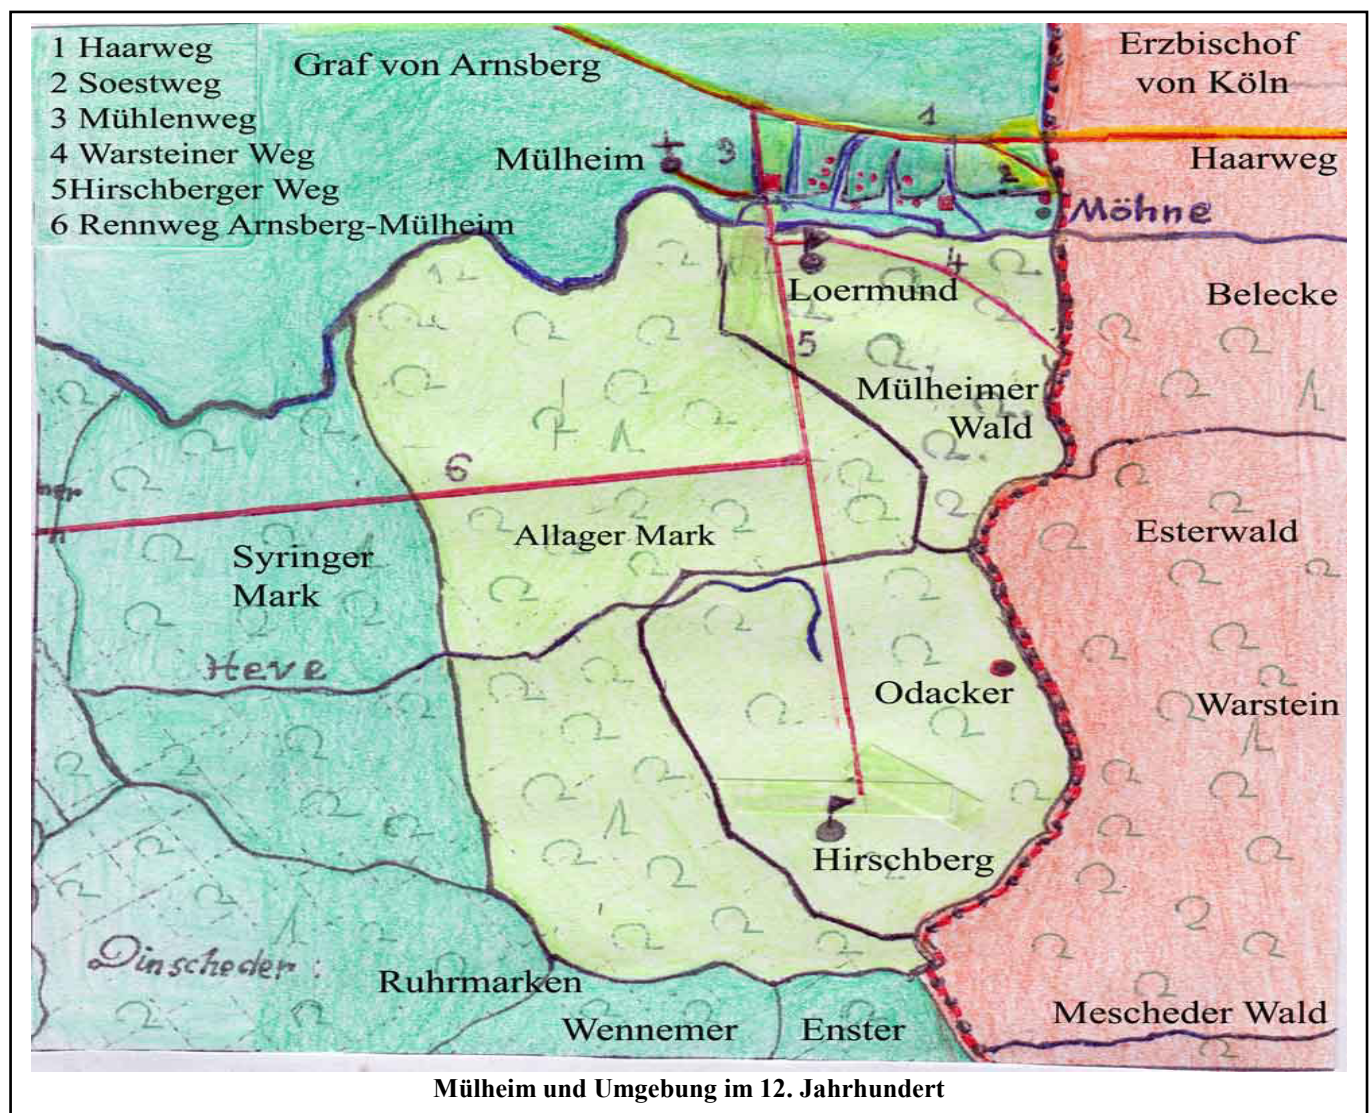 1 Haarweg
2 Soestweg
3 Mühlenweg
4 Warsteiner Weg
5Hirschberger Weg
6 Rennweg Arnsberg-Mülheim
Graf von Arnsberg
Erzbischof
von Köln
1
Mülheim
3
2
Haarweg
Möhne
4
Loermund
Belecke
5
Mülheimer
Wald
6
Allager Mark
Esterwald
Syringer
Mark
Heve
Odacker
Warstein
Hirschberg
Dinscheder
Ruhrmarken
Wennemer
Enster
Mescheder Wald
Mülheim und Umgebung im 12. Jahrhundert